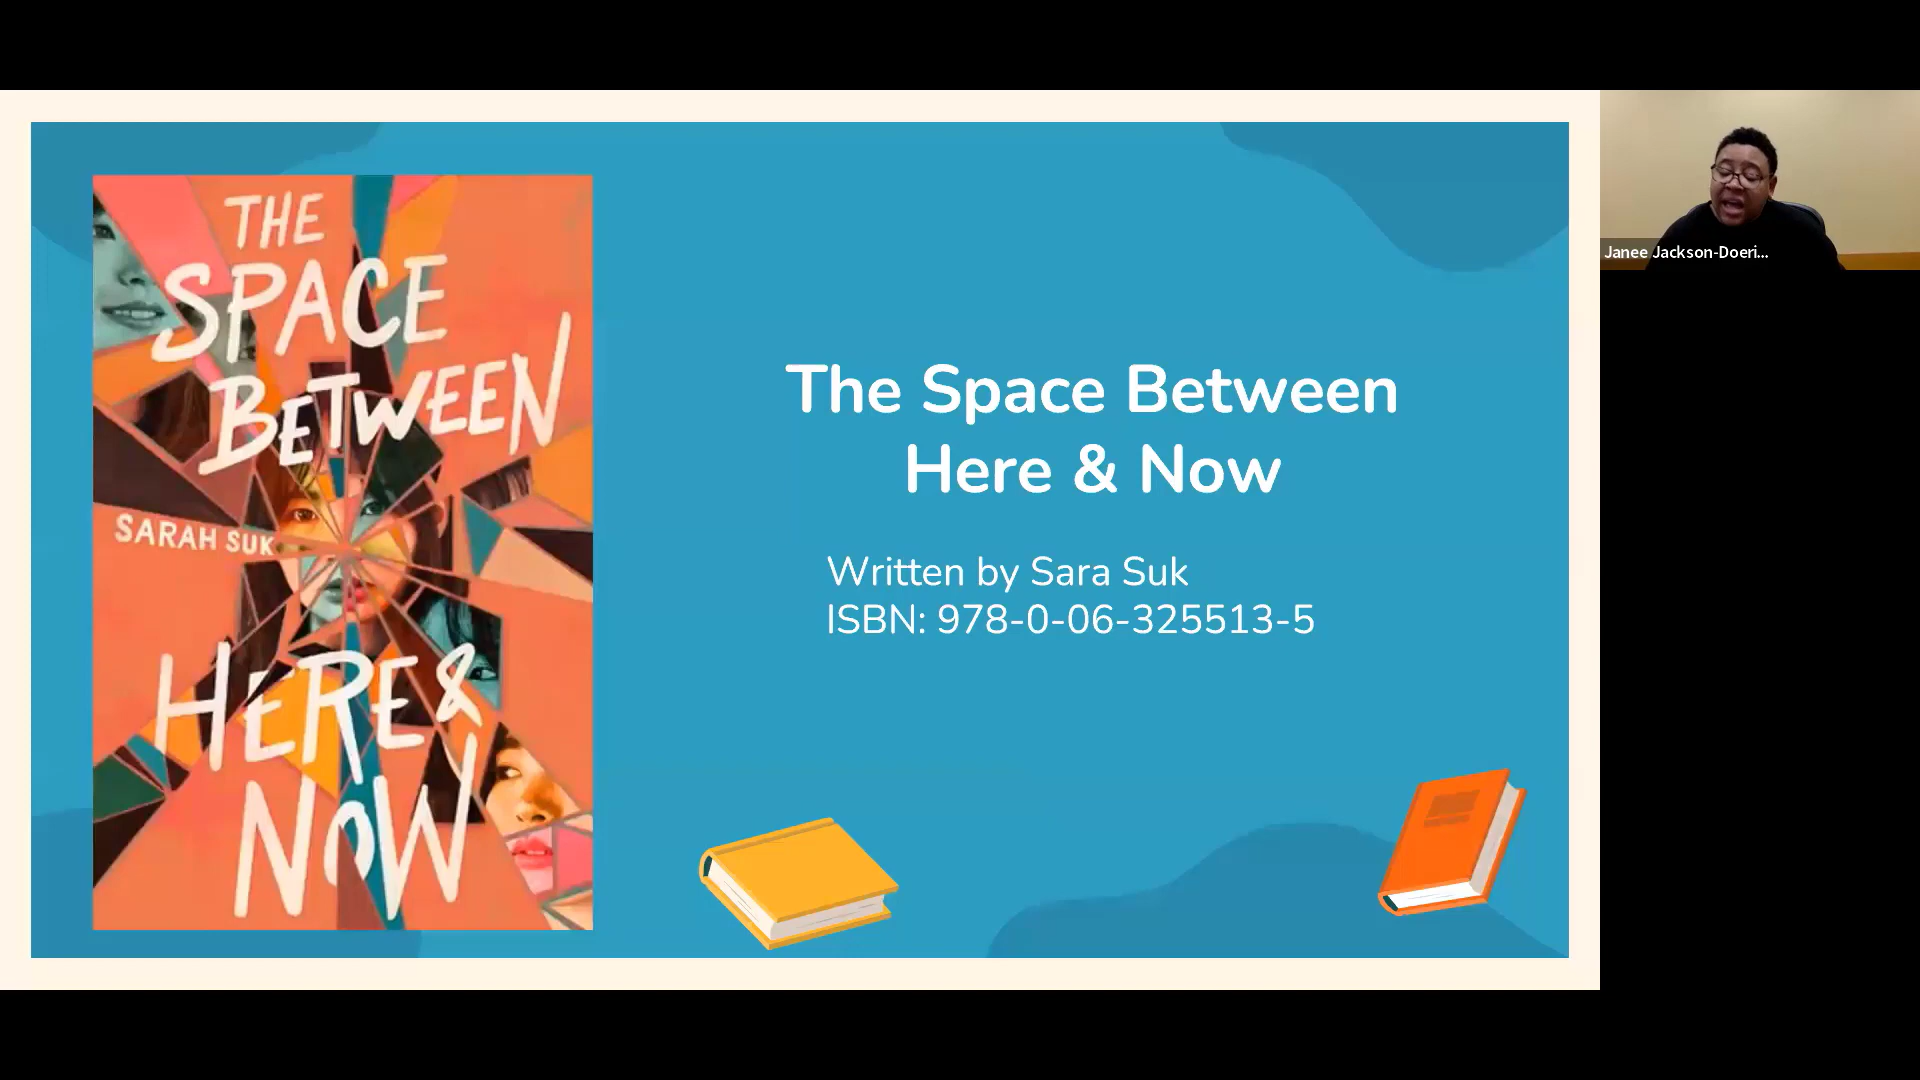 THE
SPACE
BETWEEN
SARAH SUK
HERE &
NOW
The Space Between
Here & Now
Written by Sara Suk
ISBN: 978-0-06-325513-5
Janee Jackson-Doeri...